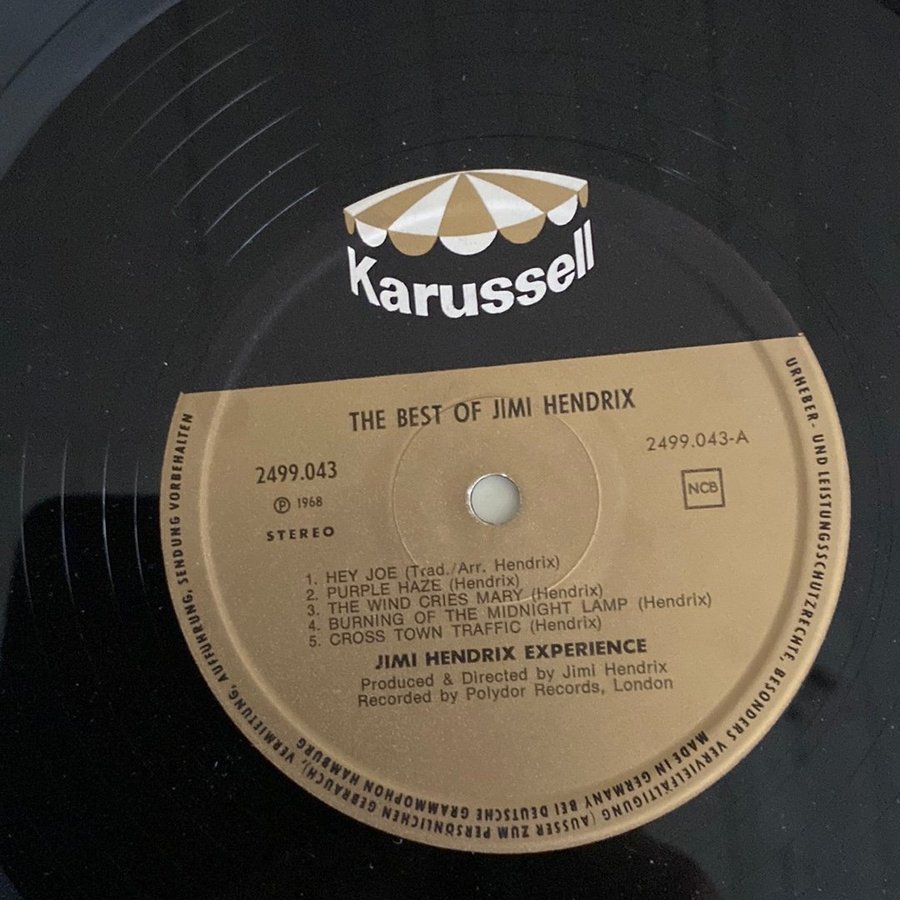 Karussell
THE BEST OF JIMI HENDRIX
2499.043
2499.043-A
Ⓟ 1968
NCB
STEREO
1. HEY JOE (Trad./Arr. Hendrix)
2. PURPLE HAZE (Hendrix)
3. THE WIND CRIES MARY (Hendrix)
4. BURNING OF THE MIDNIGHT LAMP (Hendrix)
5. CROSS TOWN TRAFFIC (Hendrix)
JIMI HENDRIX EXPERIENCE
Produced & Directed by Jimi Hendrix
Recorded by Polydor Records, London
URHEBER- UND LEISTUNGSSCHUTZRECHTE, BESONDERS VERVIELFÄLTIGUNG (AUSSER ZUM PERSÖNLICHEN GEBRAUCH), VERMIETUNG, AUFFÜHRUNG, SENDUNG VORBEHALTEN
MADE IN GERMANY BEI DEUTSCHE GRAMMOPHON HAMBURG